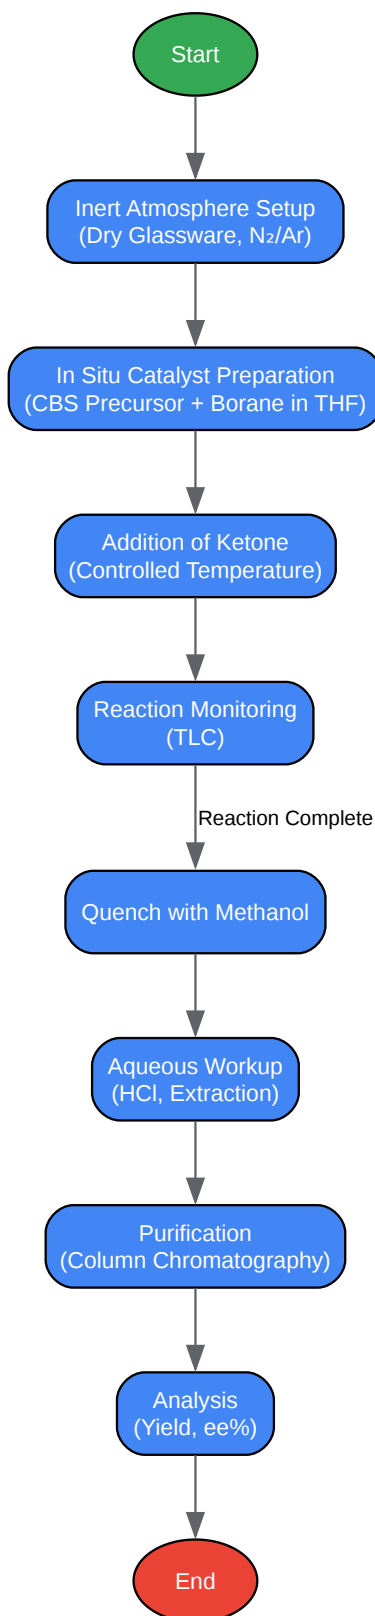 Start
Inert Atmosphere Setup
(Dry Glassware, N₂/Ar)
In Situ Catalyst Preparation
(CBS Precursor + Borane in THF)
Addition of Ketone
(Controlled Temperature)
Reaction Monitoring
(TLC)
Reaction Complete
Quench with Methanol
Aqueous Workup
(HCl, Extraction)
Purification
(Column Chromatography)
Analysis
(Yield, ee%)
End